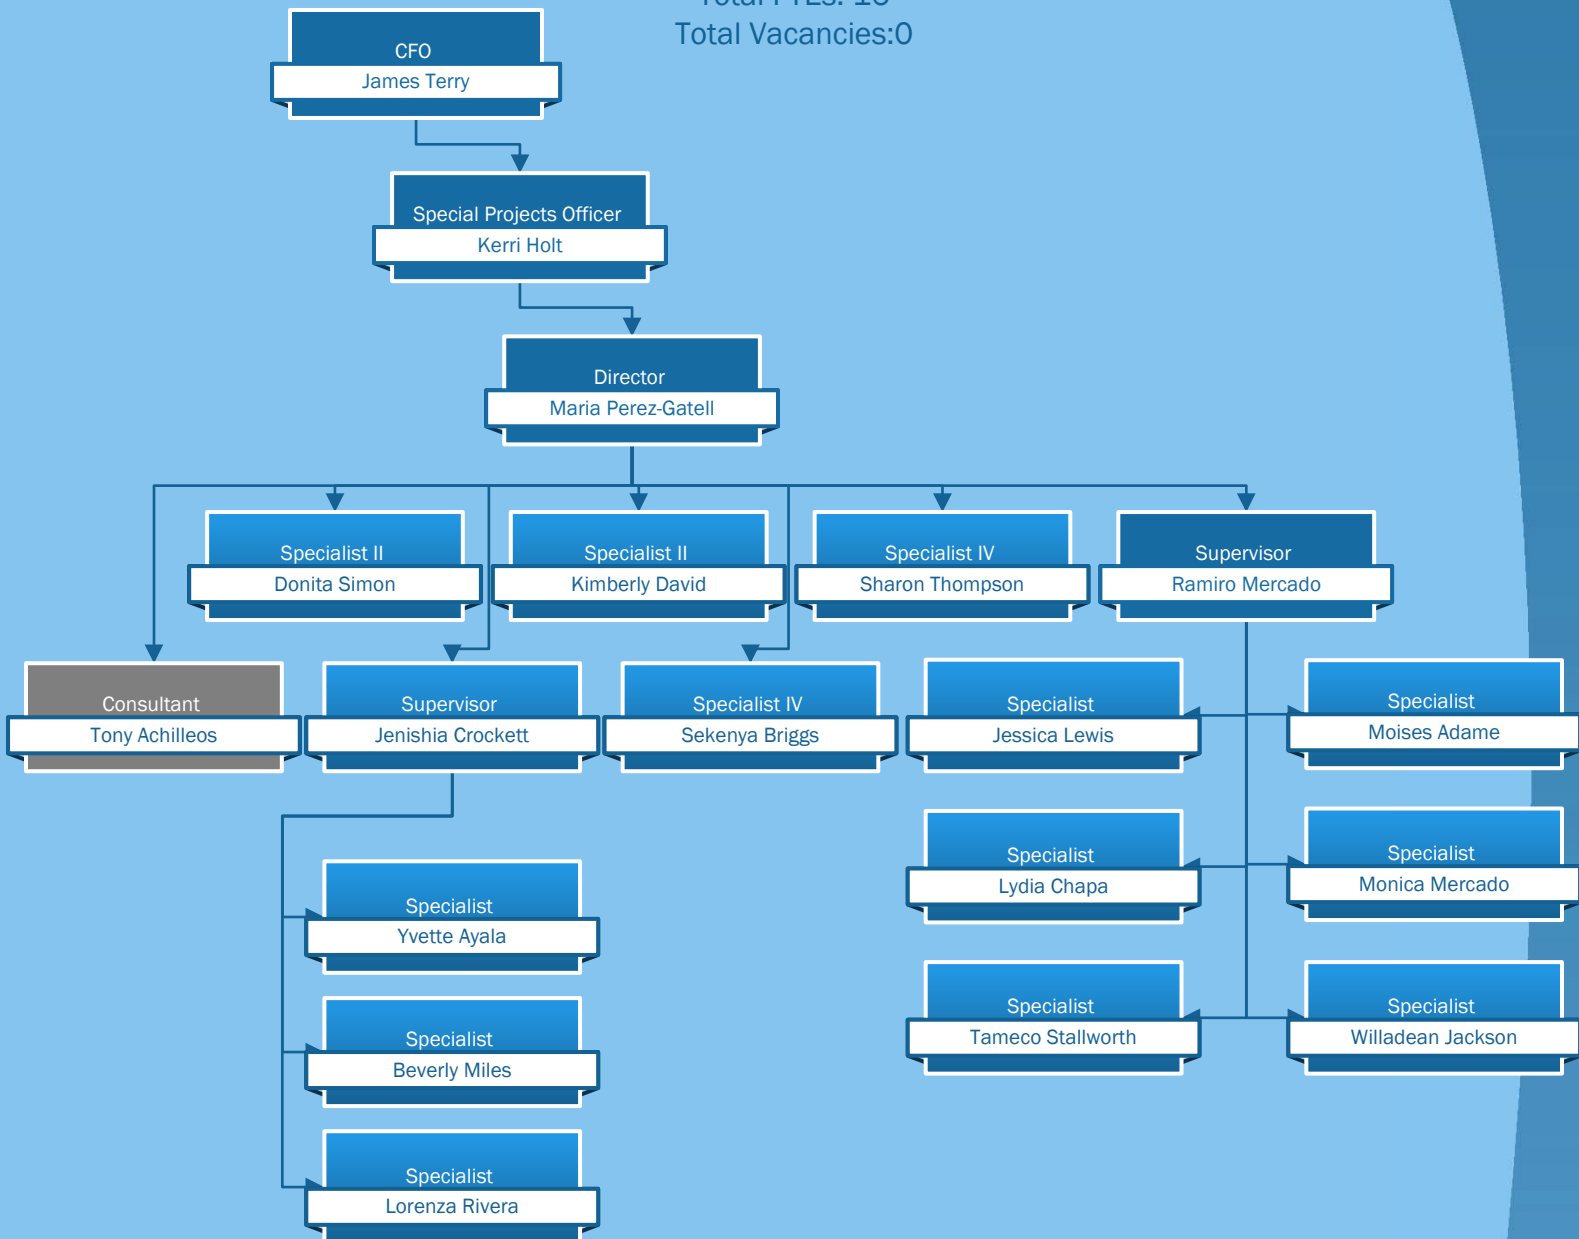 Total Vacancies:0
CFO
James Terry
Special Projects Officer
Kerri Holt
Director
Maria Perez-Gatell
Specialist II
Donita Simon
Specialist II
Kimberly David
Specialist IV
Sharon Thompson
Supervisor
Ramiro Mercado
Consultant
Tony Achilleos
Supervisor
Jenishia Crockett
Specialist IV
Sekenya Briggs
Specialist
Jessica Lewis
Specialist
Moises Adame
Specialist
Lydia Chapa
Specialist
Monica Mercado
Specialist
Tameco Stallworth
Specialist
Willadean Jackson
Specialist
Yvette Ayala
Specialist
Beverly Miles
Specialist
Lorenza Rivera